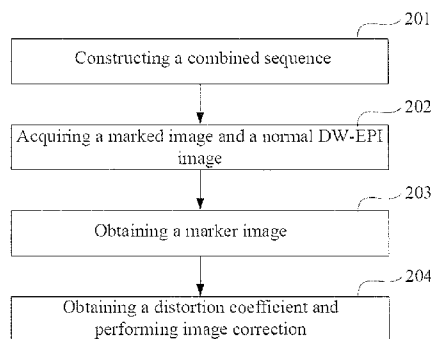 201
Constructing a combined sequence
202
Acquiring a marked image and a normal DW-EPI
image
203
Obtaining a marker image
204
Obtaining a distortion coefficient and
performing image correction